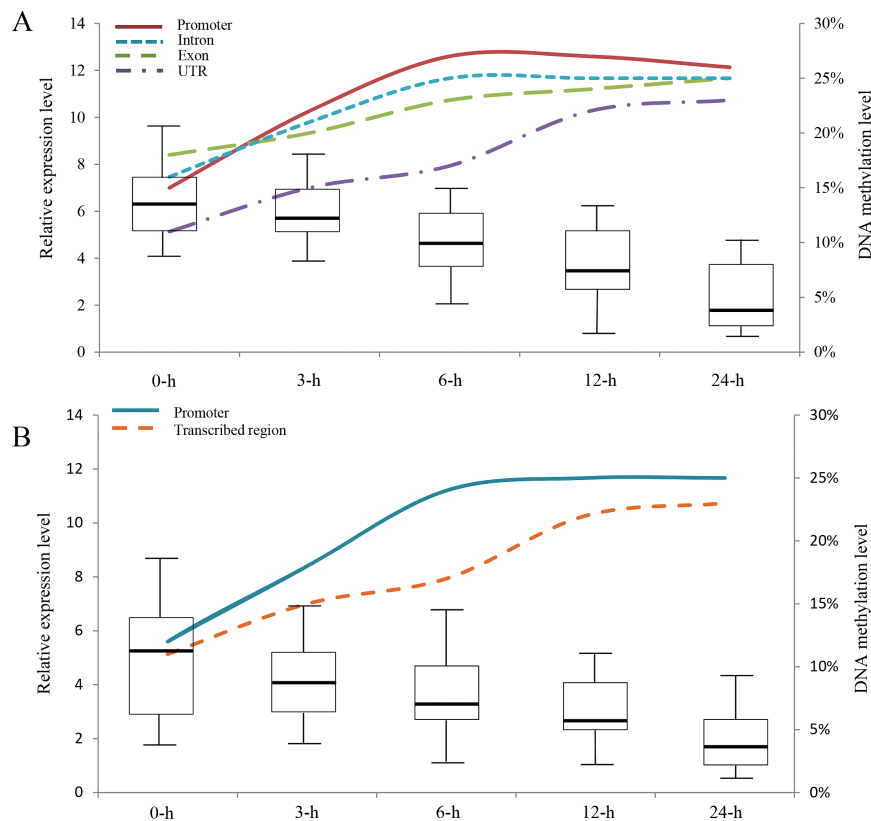 A
Promoter
Intron
Exon
UTR
14
12
10
8
6
4
2
0
Relative expression level
30%
25%
20%
15%
10%
5%
0%
DNA methylation level
0-h 3-h 6-h 12-h 24-h
B
Promoter
Transcribed region
14
12
10
8
6
4
2
0
Relative expression level
30%
25%
20%
15%
10%
5%
0%
DNA methylation level
0-h 3-h 6-h 12-h 24-h